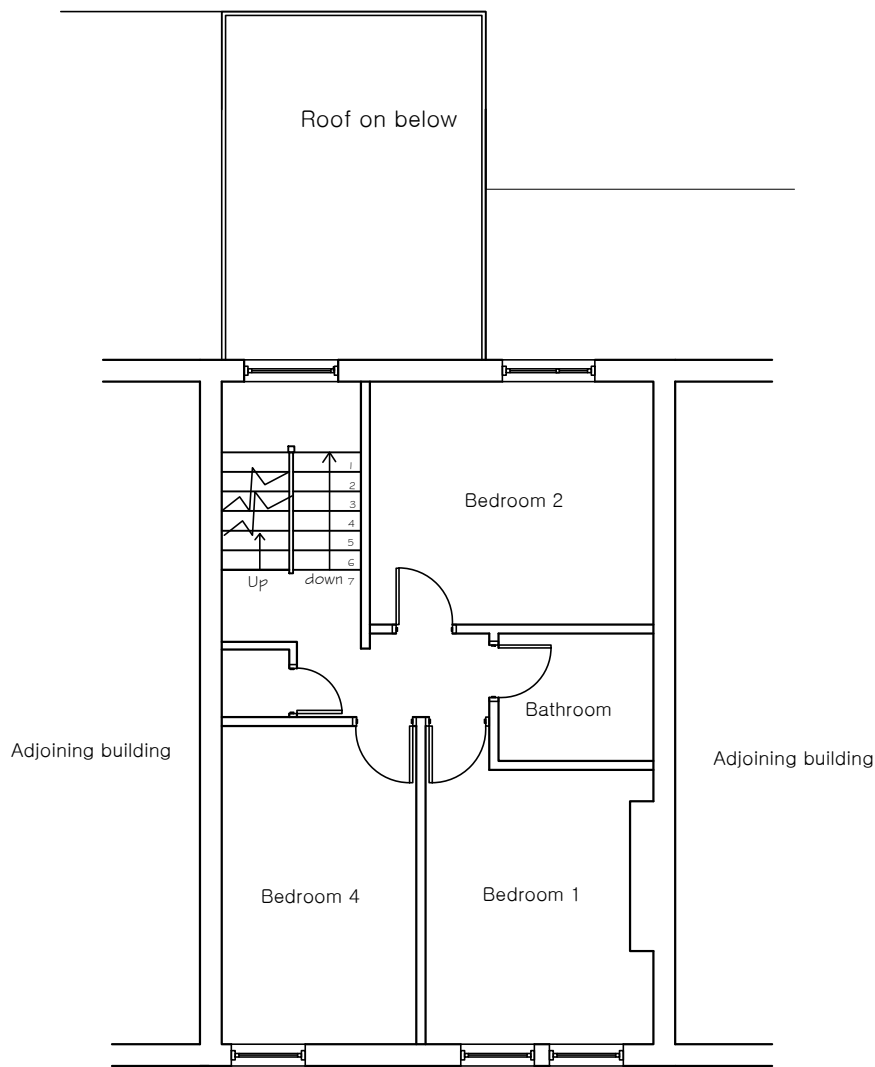 Roof on below
1
2
3
4
5
6
Up
down 7
Bedroom 2
Bathroom
Adjoining building
Adjoining building
Bedroom 4
Bedroom 1